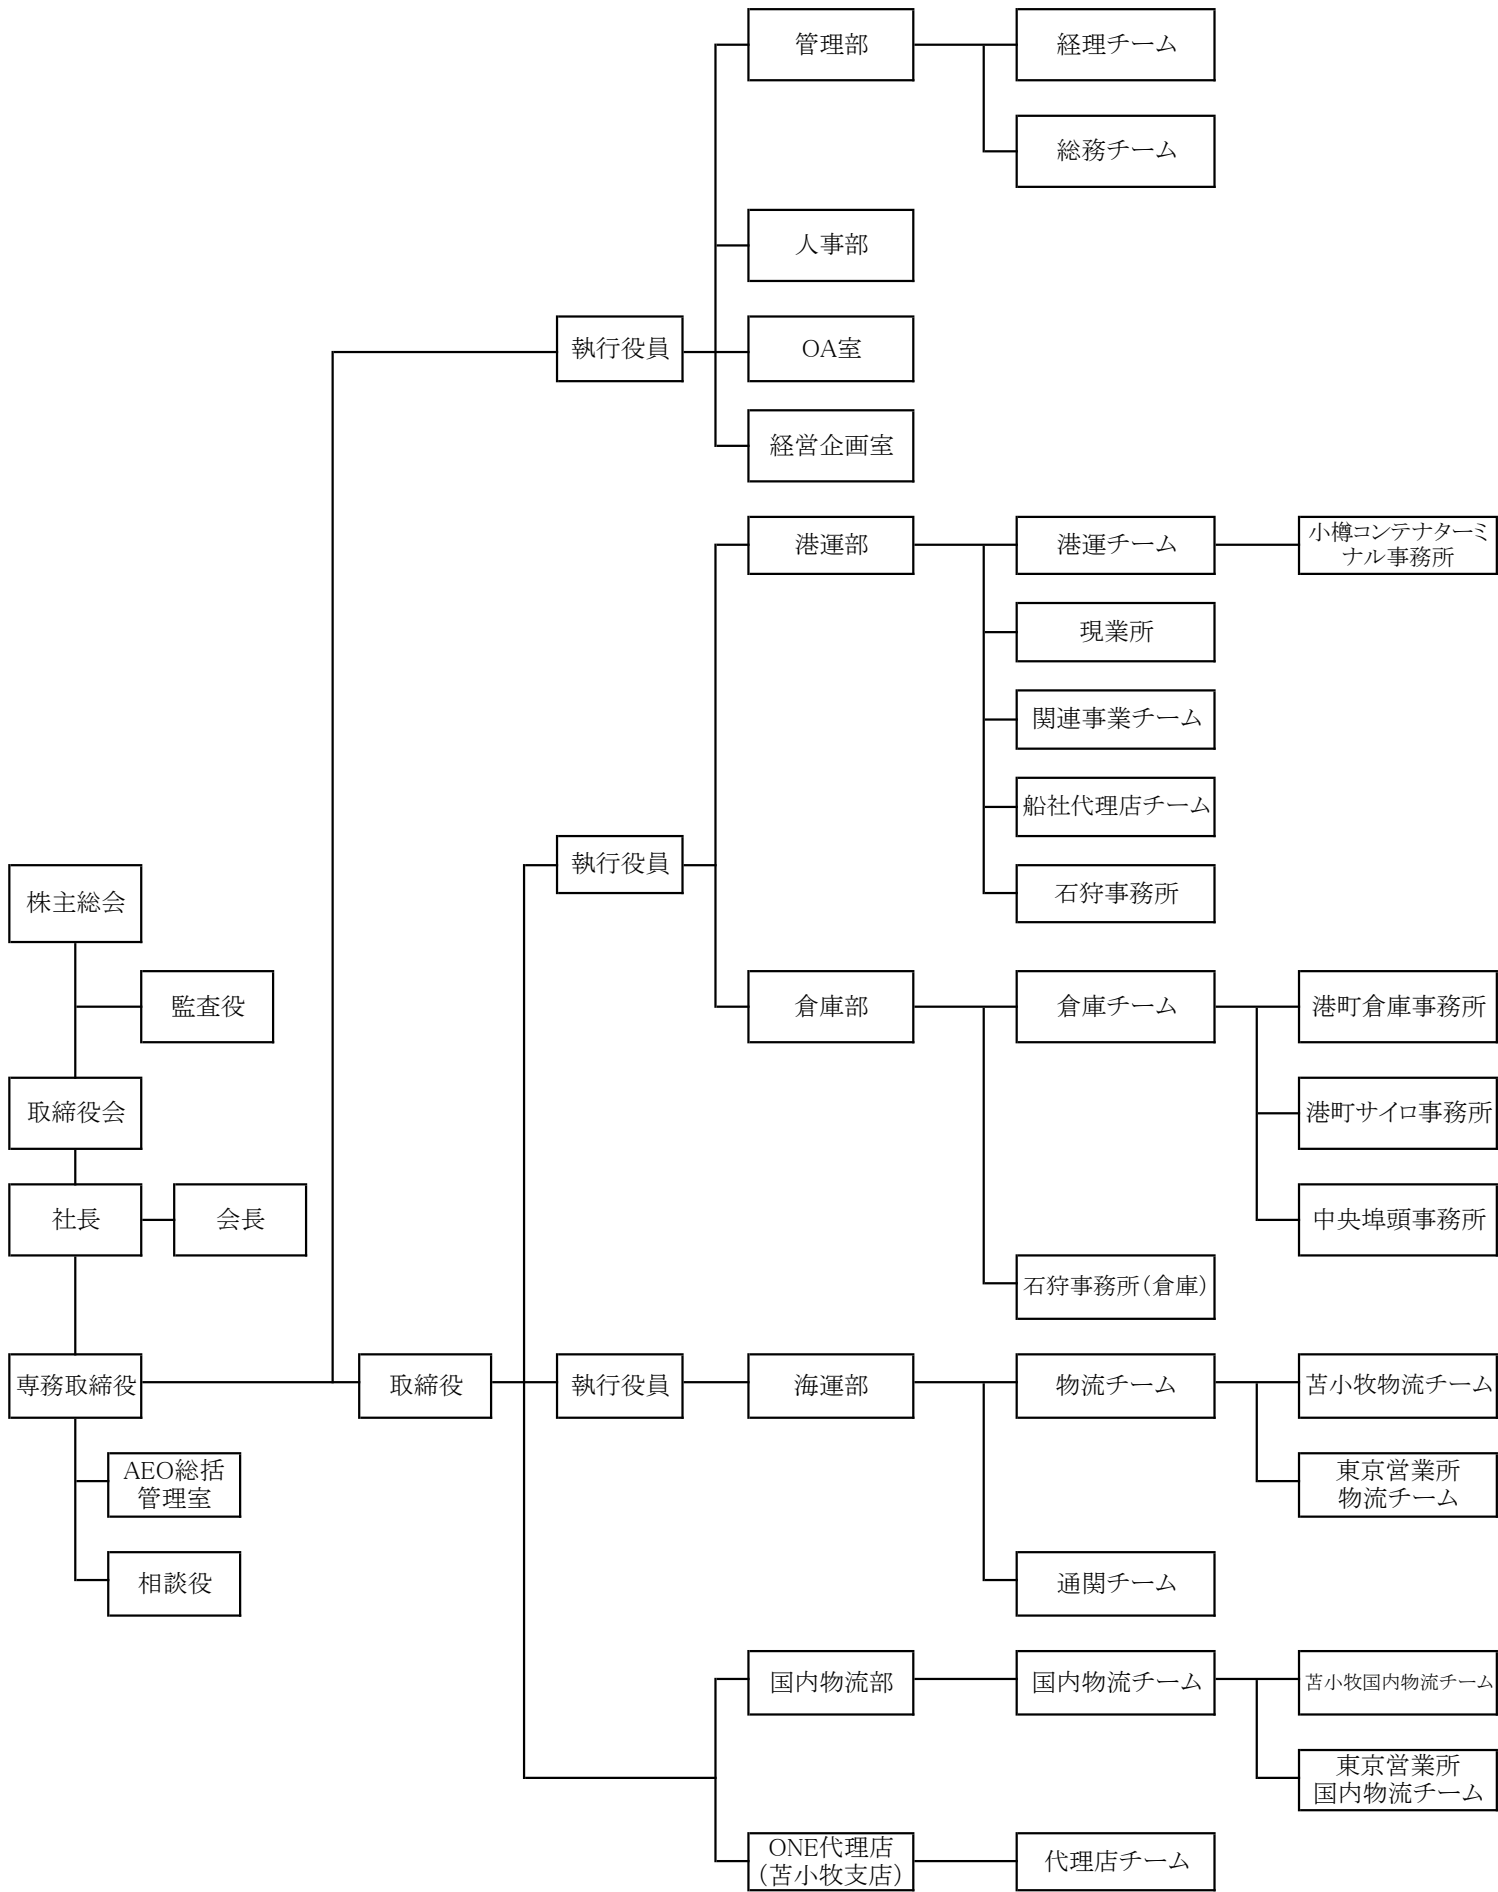 管理部
経理チーム
総務チーム
人事部
執行役員
OA室
経営企画室
港運部
港運チーム
小樽コンテナターミ
ナル事務所
現業所
関連事業チーム
船社代理店チーム
執行役員
石狩事務所
株主総会
監査役
倉庫部
倉庫チーム
港町倉庫事務所
取締役会
港町サイロ事務所
社長
会長
中央埠頭事務所
石狩事務所（倉庫）
専務取締役
取締役
執行役員
海運部
物流チーム
苫小牧物流チーム
AEO総括
管理室
東京営業所
物流チーム
相談役
通関チーム
国内物流部
国内物流チーム
苫小牧国内物流チーム
東京営業所
国内物流チーム
ONE代理店
（苫小牧支店）
代理店チーム